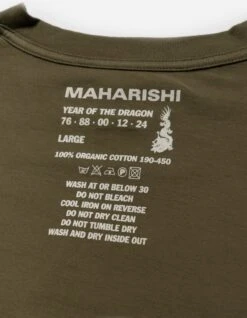 MAHARISHI
YEAR OF THE DRAGON
76 · 88 · 00 · 12 · 24
LARGE
100% ORGANIC COTTON 190-450
WASH AT OR BELOW 30
DO NOT BLEACH
COOL IRON ON REVERSE
DO NOT DRY CLEAN
DO NOT TUMBLE DRY
WASH AND DRY INSIDE OUT